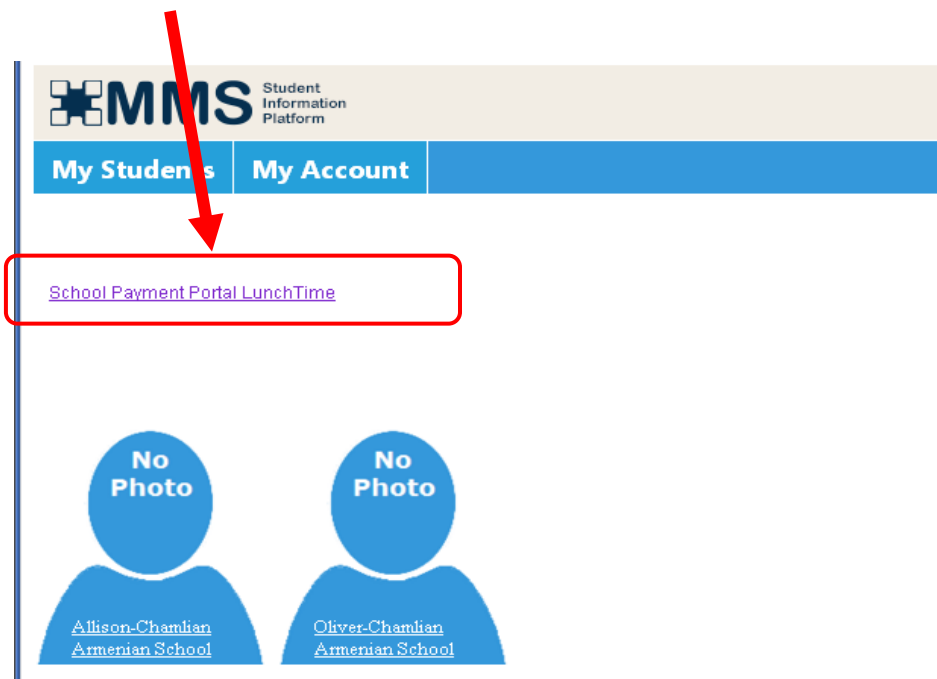 MMS Student
Information
Platform
My Students My Account
School Payment Portal LunchTime
No
Photo
No
Photo
Allison-Chamlian
Armenian School
Oliver-Chamlian
Armenian School